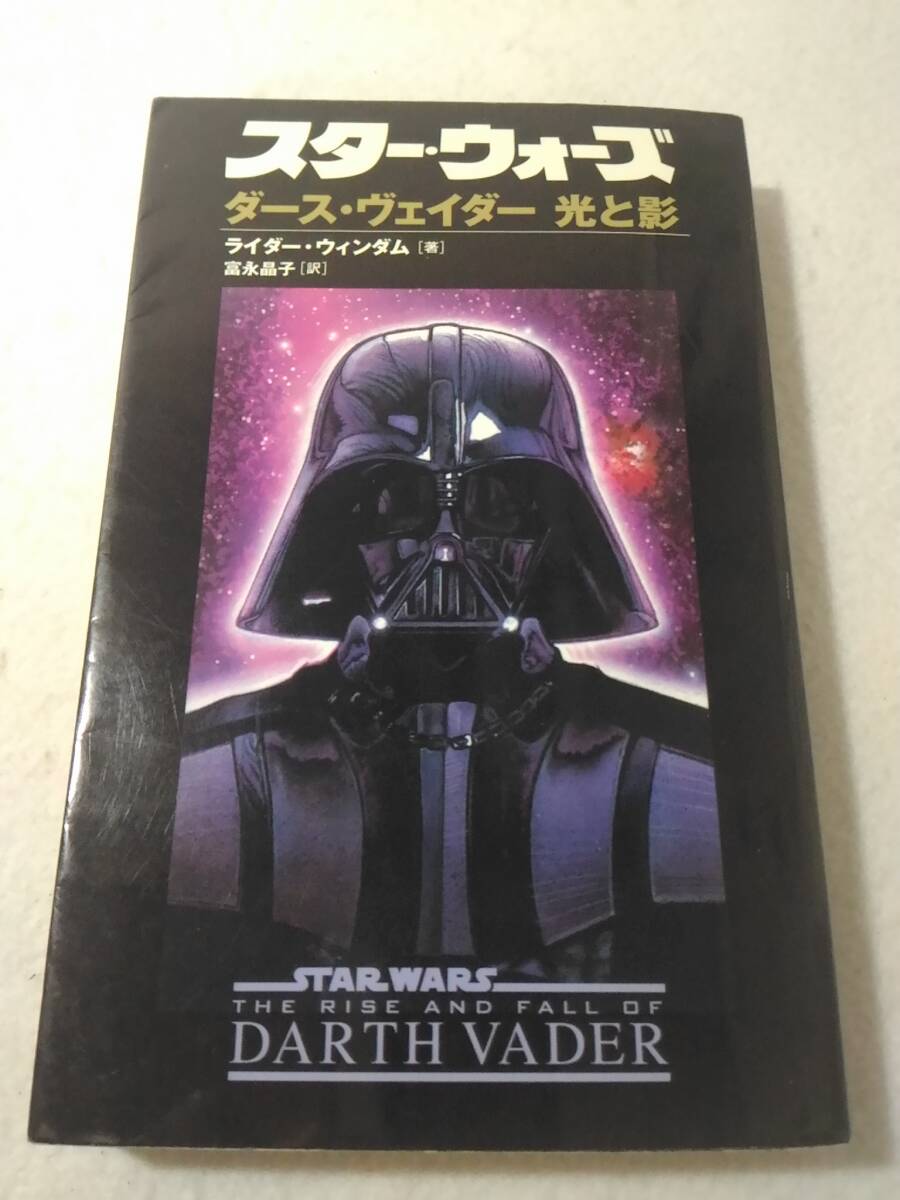 スター・ウォーズ
ダース・ヴェイダー 光と影
ライダー・ウィンダム [著]
富永晶子 [訳]
STAR WARS
THE RISE AND FALL OF
DARTH VADER